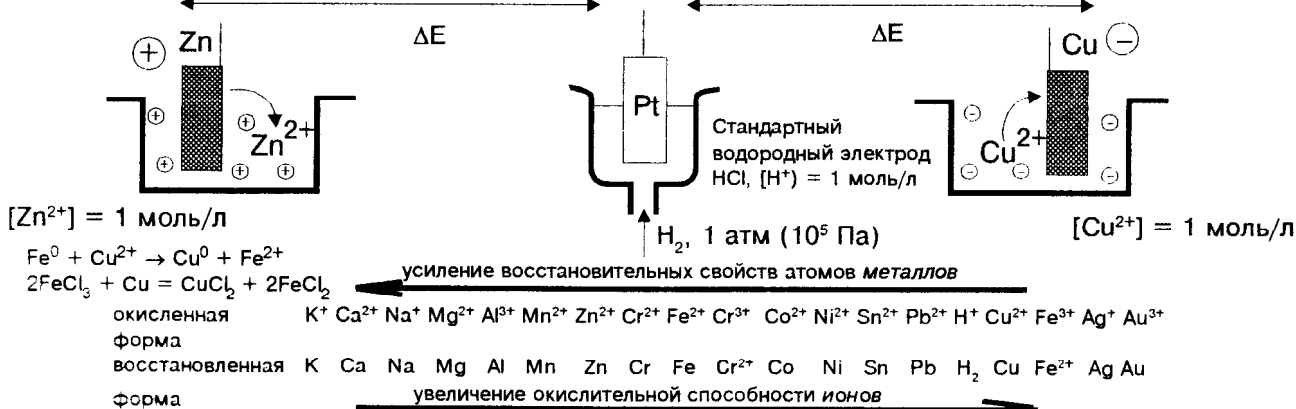 ΔE
ΔE
+ Zn
Cu −
Pt
Zn²⁺
Cu²⁺
Стандартный
водородный электрод
HCl, [H⁺) = 1 моль/л
[Zn²⁺] = 1 моль/л
H₂, 1 атм (10⁵ Па)
[Cu²⁺] = 1 моль/л
Fe⁰ + Cu²⁺ → Cu⁰ + Fe²⁺
2FeCl₃ + Cu = CuCl₂ + 2FeCl₂
усиление восстановительных свойств атомов металлов
окисленная K⁺ Ca²⁺ Na⁺ Mg²⁺ Al³⁺ Mn²⁺ Zn²⁺ Cr²⁺ Fe²⁺ Cr³⁺ Co²⁺ Ni²⁺ Sn²⁺ Pb²⁺ H⁺ Cu²⁺ Fe³⁺ Ag⁺ Au³⁺
форма
восстановленная K Ca Na Mg Al Mn Zn Cr Fe Cr²⁺ Co Ni Sn Pb H₂ Cu Fe²⁺ Ag Au
форма
увеличение окислительной способности ионов